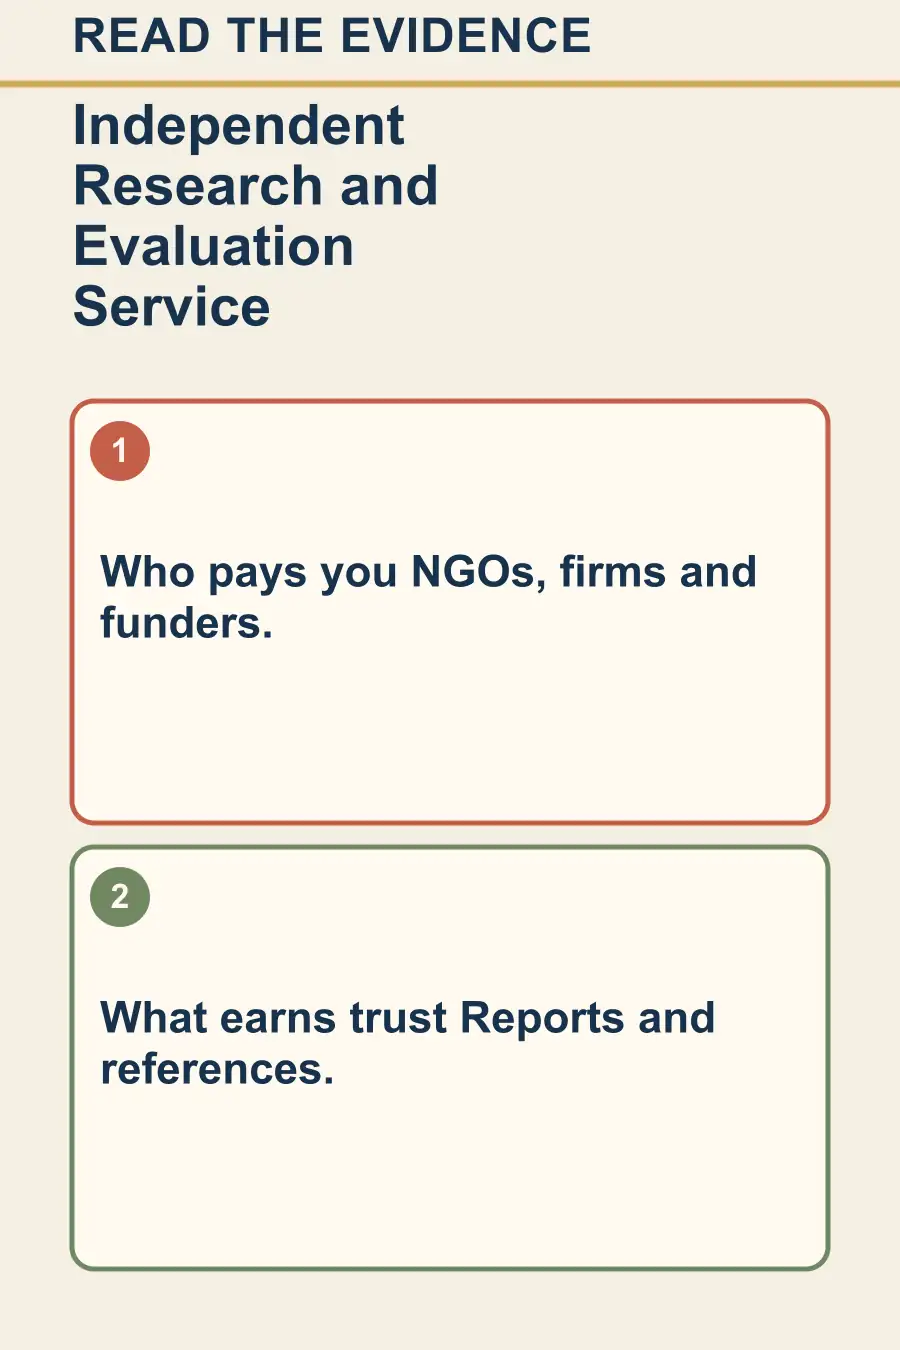 READ THE EVIDENCE
Independent
Research and
Evaluation
Service
1
Who pays you NGOs, firms and
funders.
2
What earns trust Reports and
references.